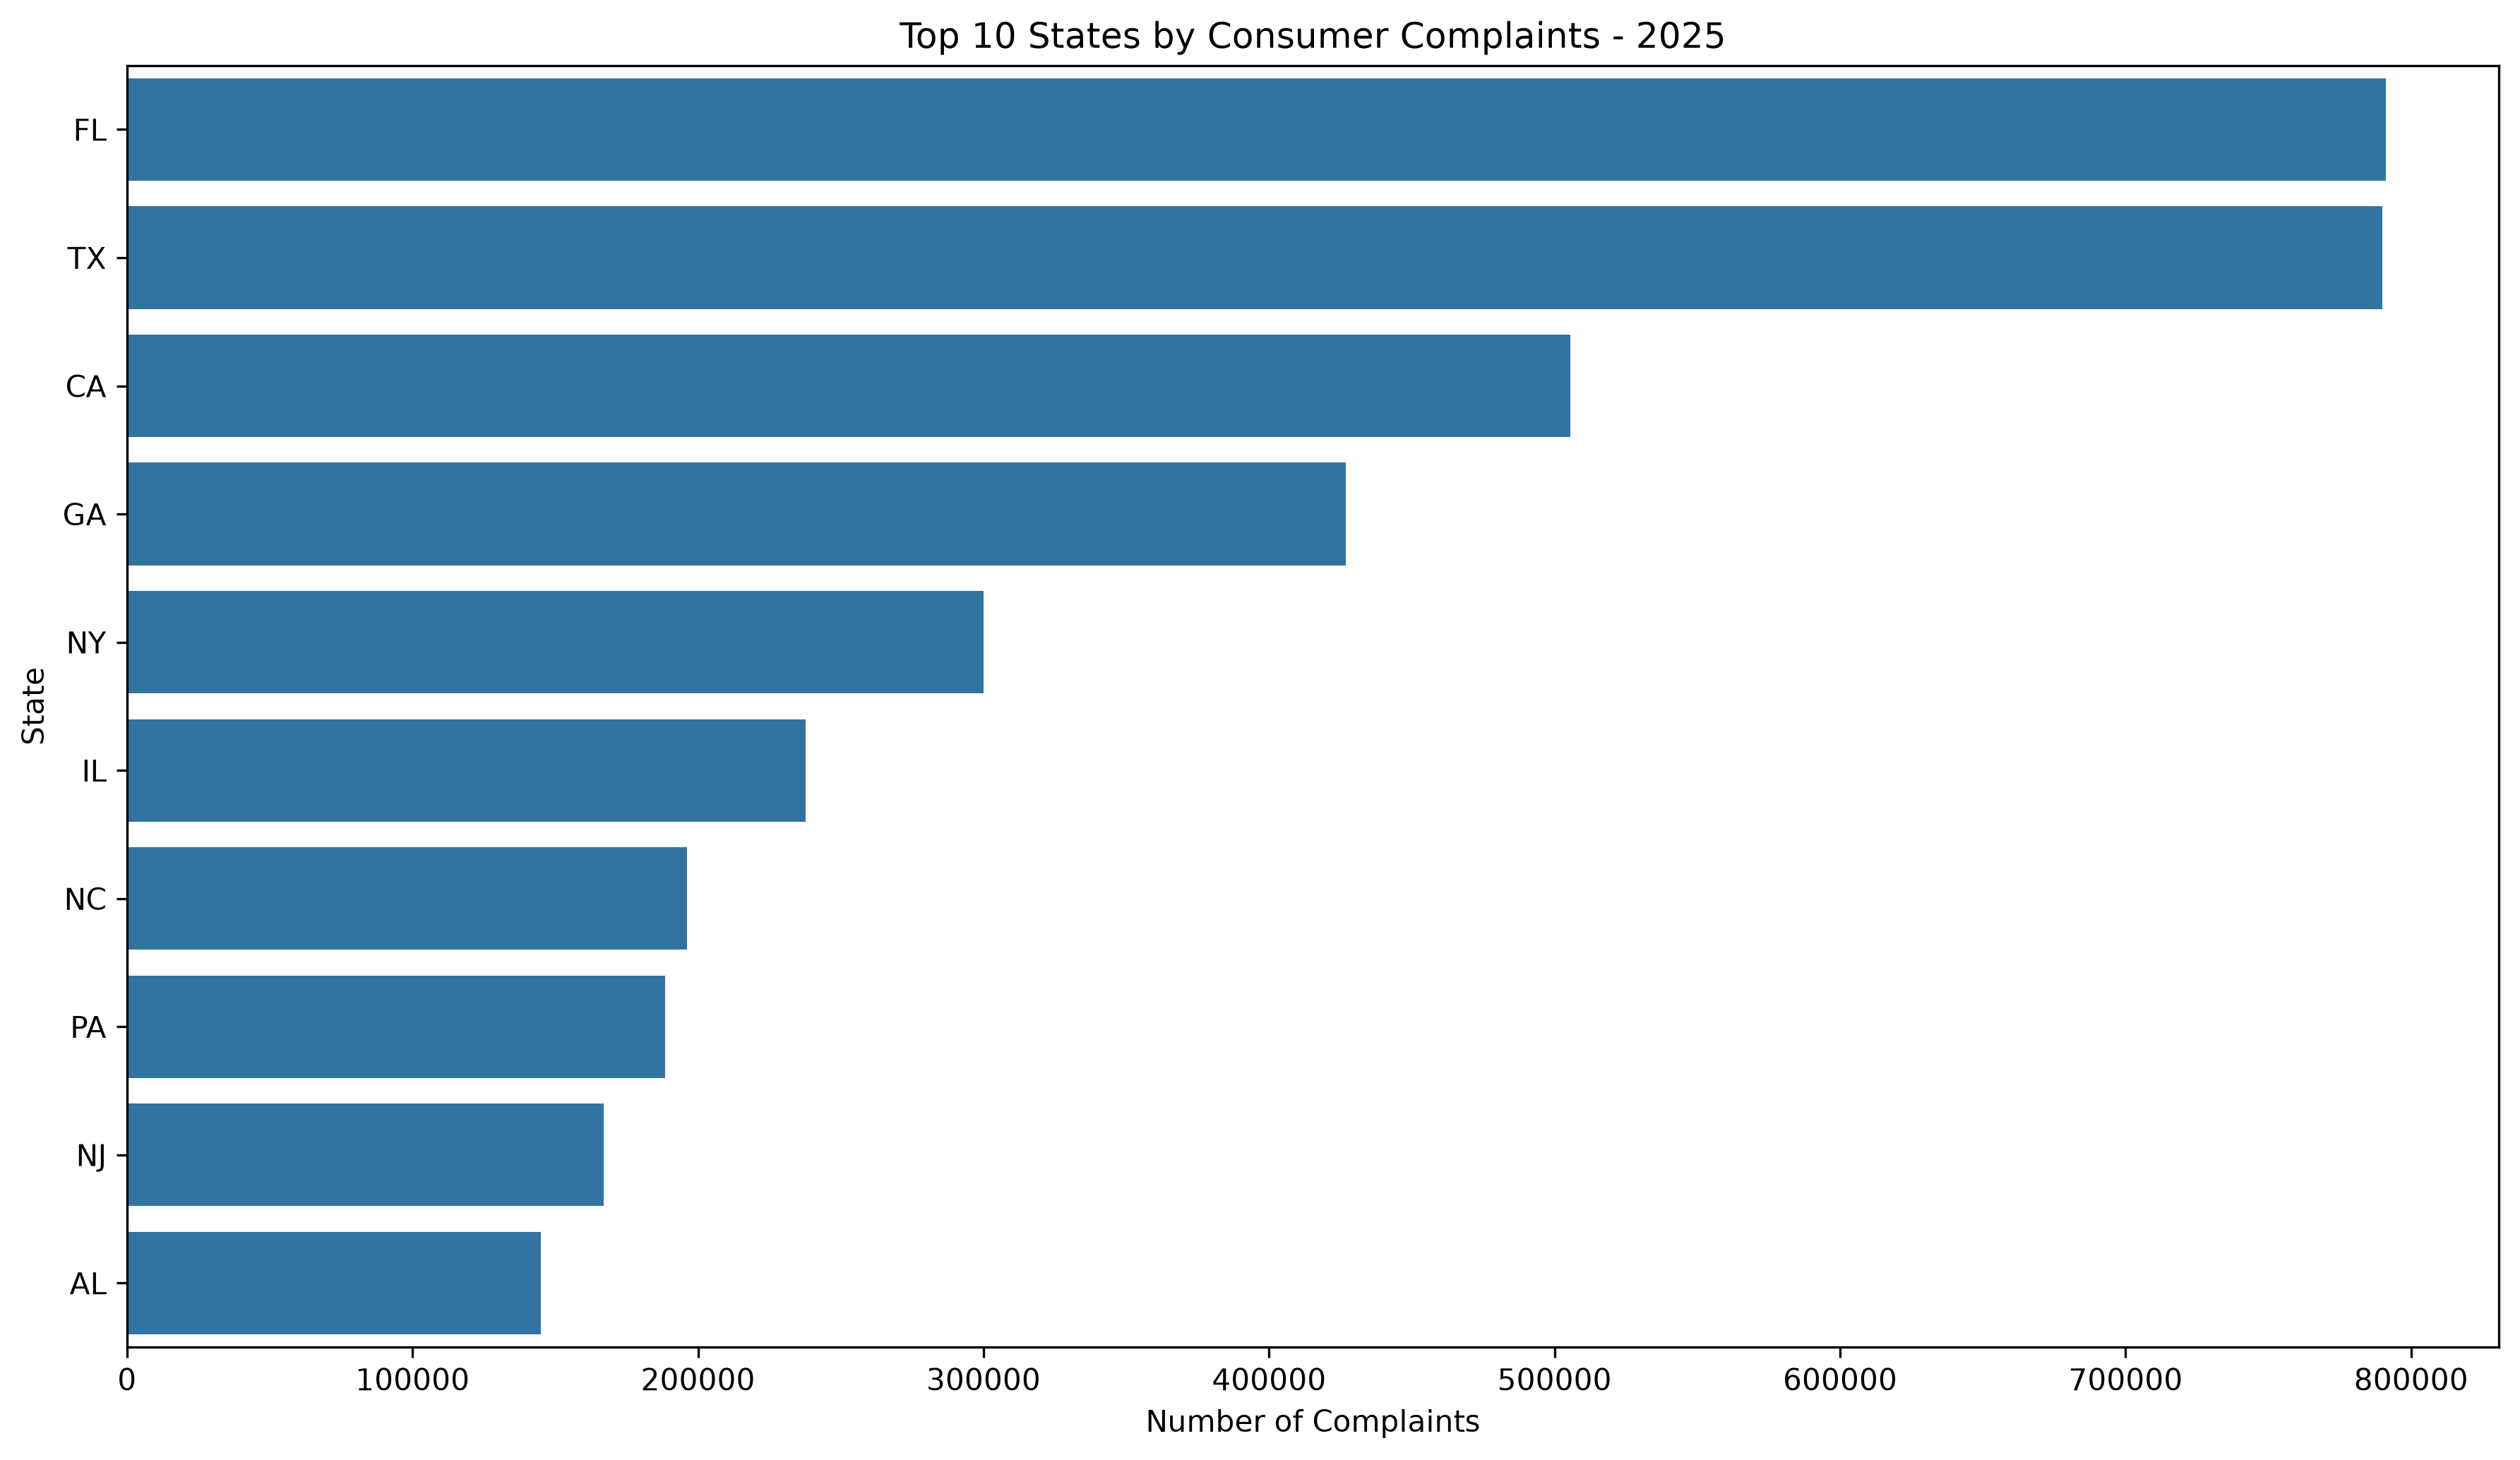 Top 10 States by Consumer Complaints - 2025
State
FL
TX
CA
GA
NY
IL
NC
PA
NJ
AL
0 100000 200000 300000 400000 500000 600000 700000 800000
Number of Complaints